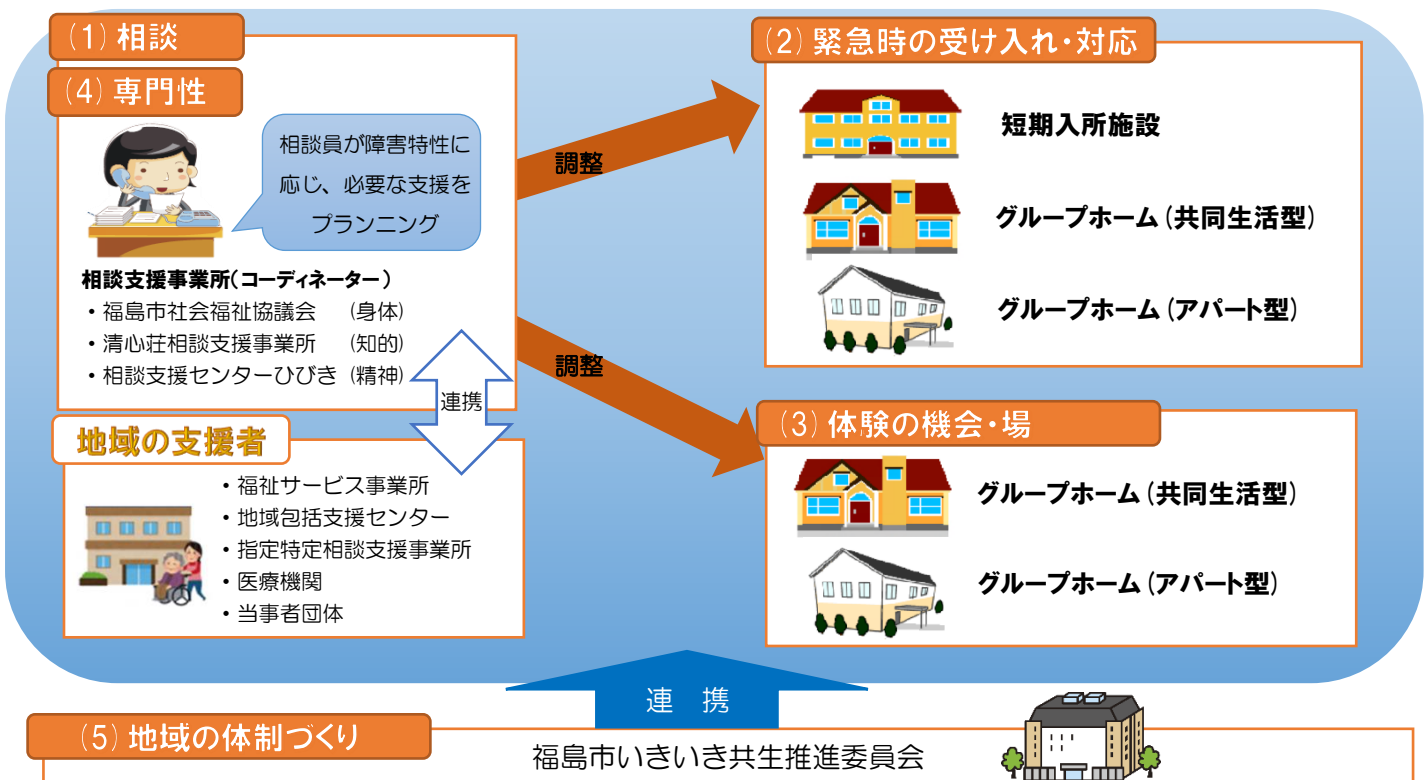 (1) 相談
(4) 専門性
相談員が障害特性に
応じ、必要な支援を
プランニング
相談支援事業所(コーディネーター)
・福島市社会福祉協議会 (身体)
・清心荘相談支援事業所 (知的)
・相談支援センターひびき (精神)
連携
地域の支援者
・福祉サービス事業所
・地域包括支援センター
・指定特定相談支援事業所
・医療機関
・当事者団体
調整
調整
(2) 緊急時の受け入れ・対応
短期入所施設
グループホーム(共同生活型)
グループホーム(アパート型)
(3) 体験の機会・場
グループホーム(共同生活型)
グループホーム(アパート型)
連 携
(5) 地域の体制づくり
福島市いきいき共生推進委員会